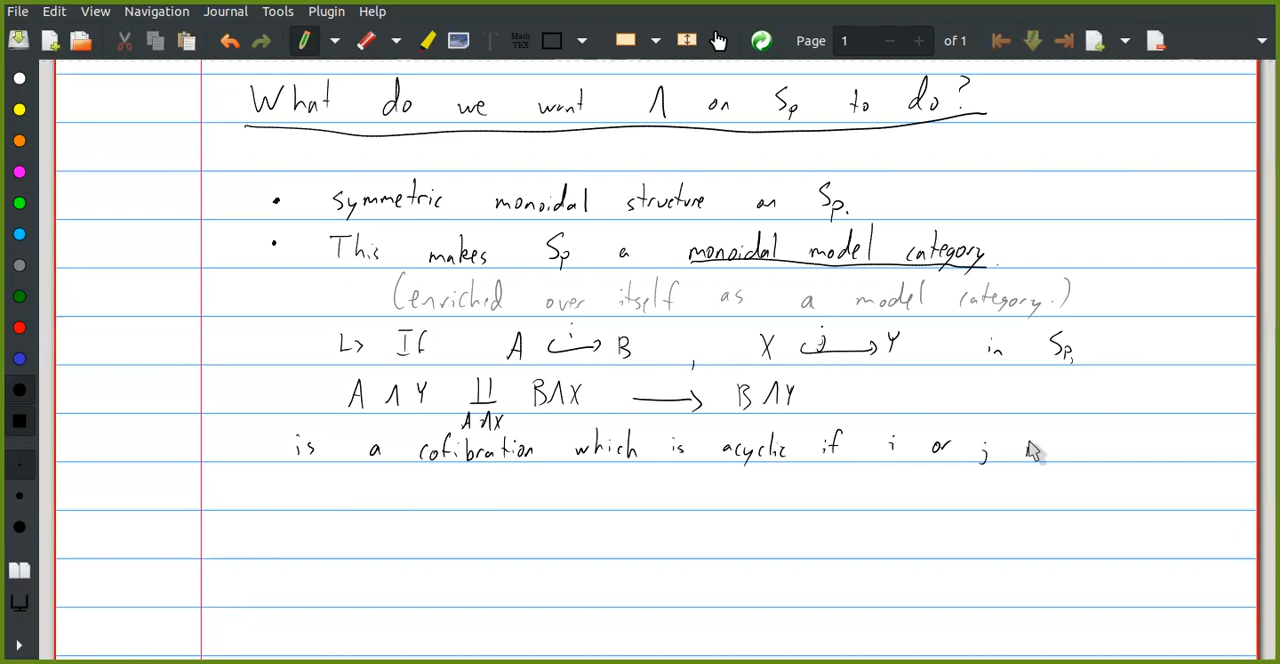 File Edit View Navigation Journal Tools Plugin Help
Math TEX Page 1 of 1
What do we want Λ on Sp to do?
• symmetric monoidal structure on Sp.
• This makes Sp a monoidal model category.
(enriched over itself as a model category.)
↳ If A ↪^i B , X ↪^j Y in Sp,
A ∧ Y ∐_{A∧X} B∧X ⟶ B∧Y
is a cofibration which is acyclic if i or j